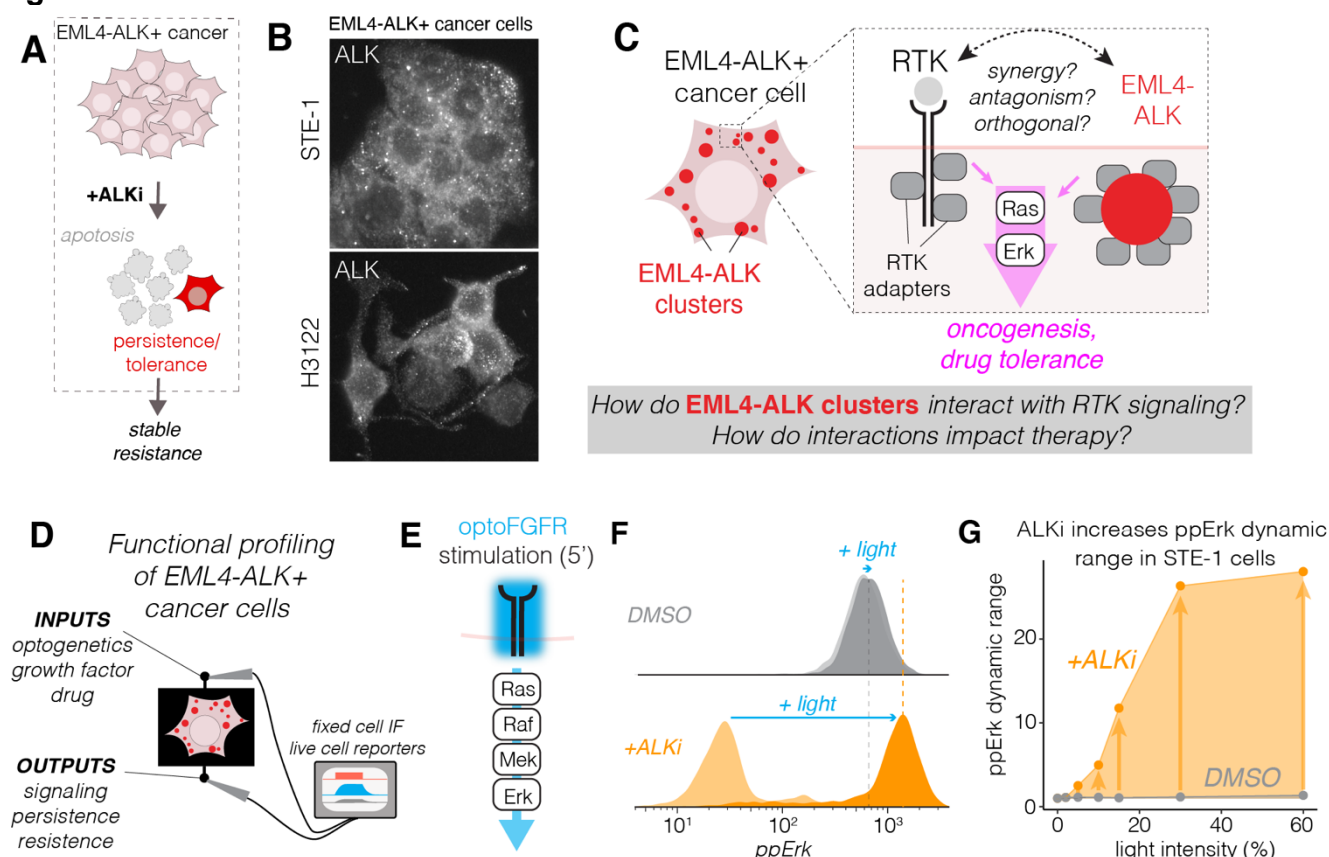 A
EML4-ALK+ cancer
+ALKi
apotosis
persistence/
tolerance
stable
resistance
B
EML4-ALK+ cancer cells
STE-1
ALK
H3122
ALK
C
EML4-ALK+
cancer cell
EML4-ALK
clusters
RTK
synergy?
antagonism?
orthogonal?
EML4-
ALK
Ras
Erk
RTK
adapters
oncogenesis,
drug tolerance
How do EML4-ALK clusters interact with RTK signaling?
How do interactions impact therapy?
D
Functional profiling
of EML4-ALK+
cancer cells
INPUTS
optogenetics
growth factor
drug
fixed cell IF
live cell reporters
OUTPUTS
signaling
persistence
resistance
E
optoFGFR
stimulation (5')
Ras
Raf
Mek
Erk
F
+ light
DMSO
+ light
+ALKi
10¹
10²
10³
ppErk
G
ALKi increases ppErk dynamic
range in STE-1 cells
ppErk dynamic range
20
10
0
+ALKi
DMSO
0
20
40
60
light intensity (%)